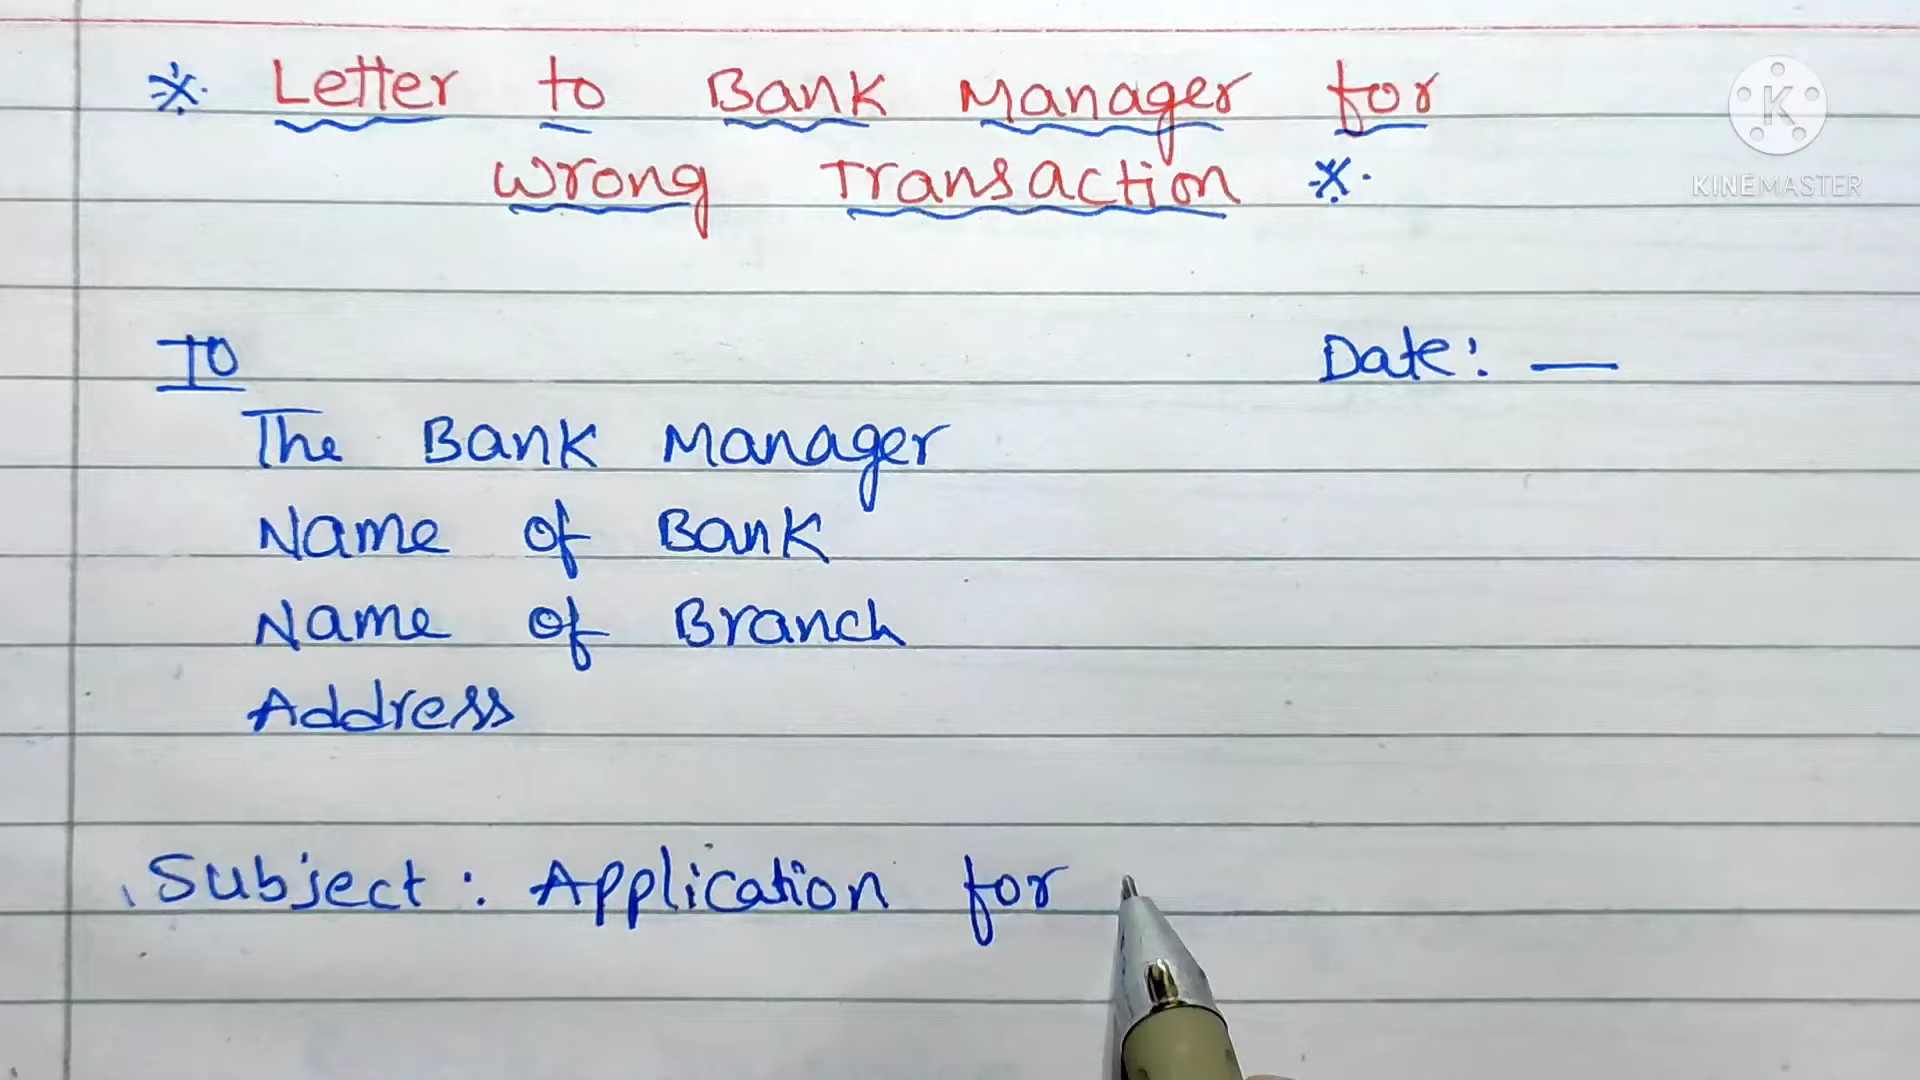 Letter to Bank Manager for
Wrong Transaction
To
Date: —
The Bank Manager
Name of Bank
Name of Branch
Address
Subject: Application for
K
KINEMASTER